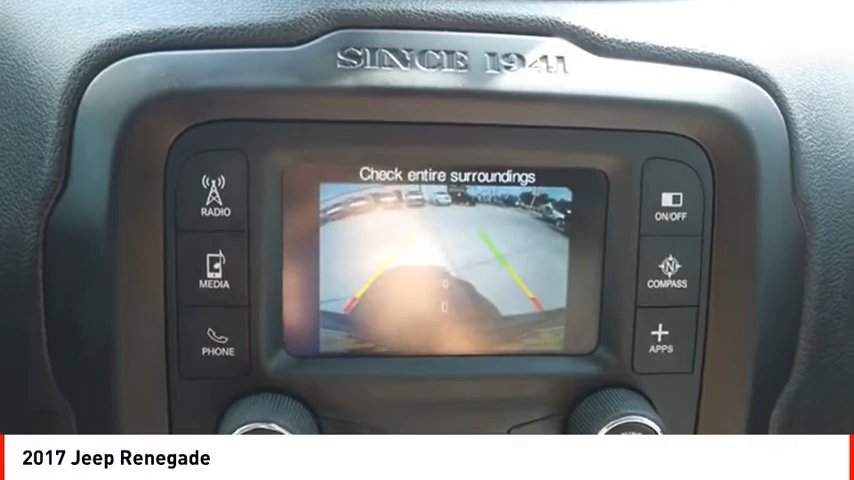 SINCE 1941
Check entire surroundings
RADIO
MEDIA
PHONE
ON/OFF
N
COMPASS
APPS
2017 Jeep Renegade